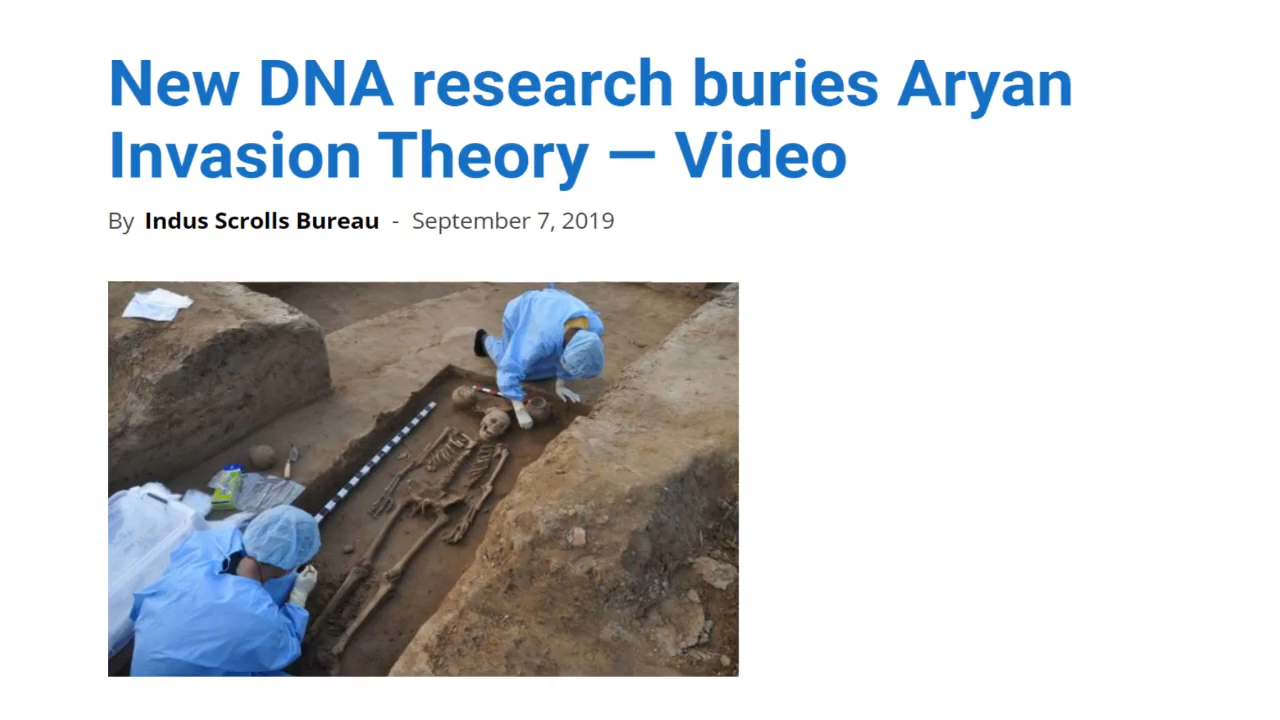 New DNA research buries Aryan
Invasion Theory — Video
By Indus Scrolls Bureau - September 7, 2019